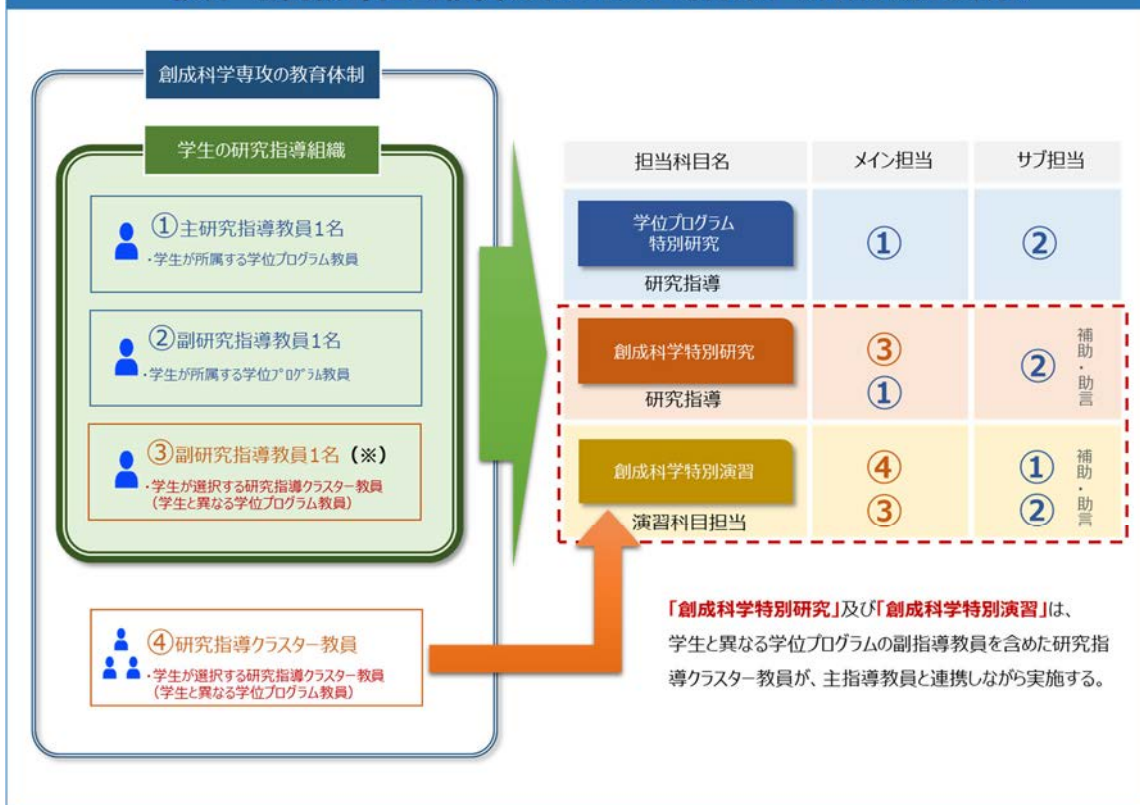 創成科学専攻の教育体制
学生の研究指導組織
①主研究指導教員1名
・学生が所属する学位プログラム教員
②副研究指導教員1名
・学生が所属する学位プログラム教員
③副研究指導教員1名（※）
・学生が選択する研究指導クラスター教員
（学生と異なる学位プログラム教員）
④研究指導クラスター教員
・学生が選択する研究指導クラスター教員
（学生と異なる学位プログラム教員）
担当科目名 メイン担当 サブ担当
学位プログラム
特別研究
研究指導
①
②
創成科学特別研究
研究指導
③
①
②
補助・助言
創成科学特別演習
演習科目担当
④
③
①
②
補助・助言
「創成科学特別研究」及び「創成科学特別演習」は、
学生と異なる学位プログラムの副指導教員を含めた研究指
導クラスター教員が、主指導教員と連携しながら実施する。